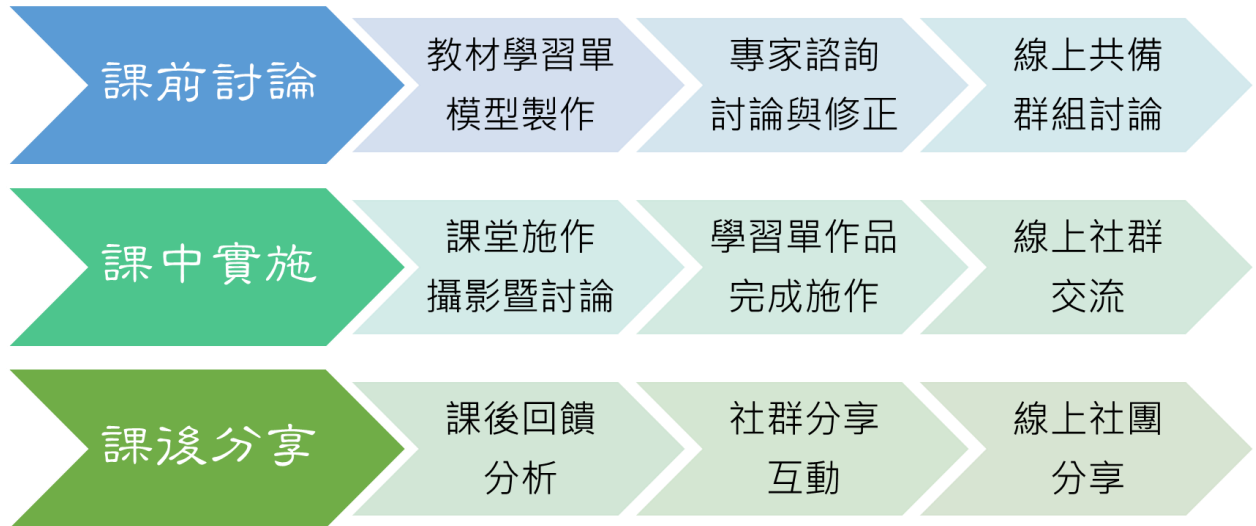 課前討論
教材學習單
模型製作
專家諮詢
討論與修正
線上共備
群組討論
課中實施
課堂施作
攝影暨討論
學習單作品
完成施作
線上社群
交流
課後分享
課後回饋
分析
社群分享
互動
線上社團
分享